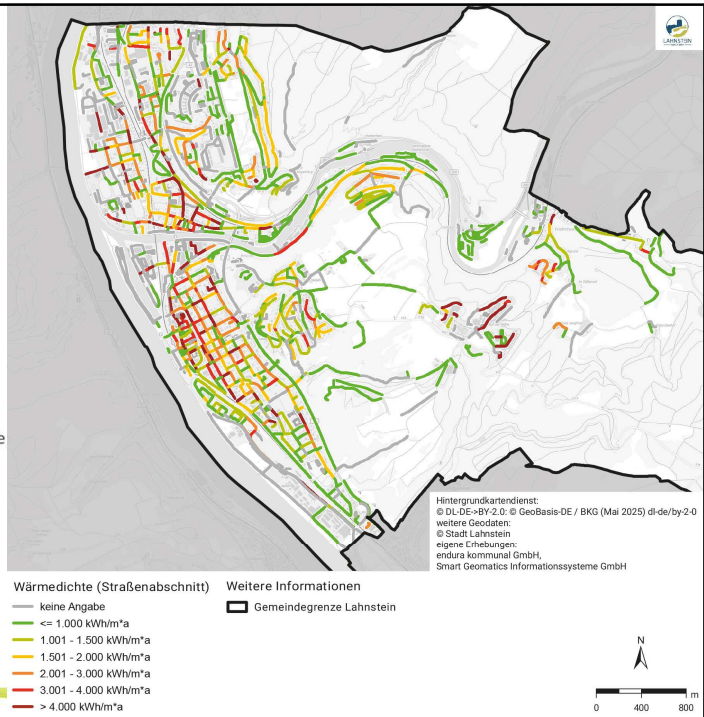 LAHNSTEIN
Hintergrundkartendienst:
© DL-DE->BY-2.0: © GeoBasis-DE / BKG (Mai 2025) dl-de/by-2-0
weitere Geodaten:
© Stadt Lahnstein
eigene Erhebungen:
endura kommunal GmbH,
Smart Geomatics Informationssysteme GmbH
Wärmedichte (Straßenabschnitt)
keine Angabe
<= 1.000 kWh/m*a
1.001 - 1.500 kWh/m*a
1.501 - 2.000 kWh/m*a
2.001 - 3.000 kWh/m*a
3.001 - 4.000 kWh/m*a
> 4.000 kWh/m*a
Weitere Informationen
Gemeindegrenze Lahnstein
N
m
0 400 800